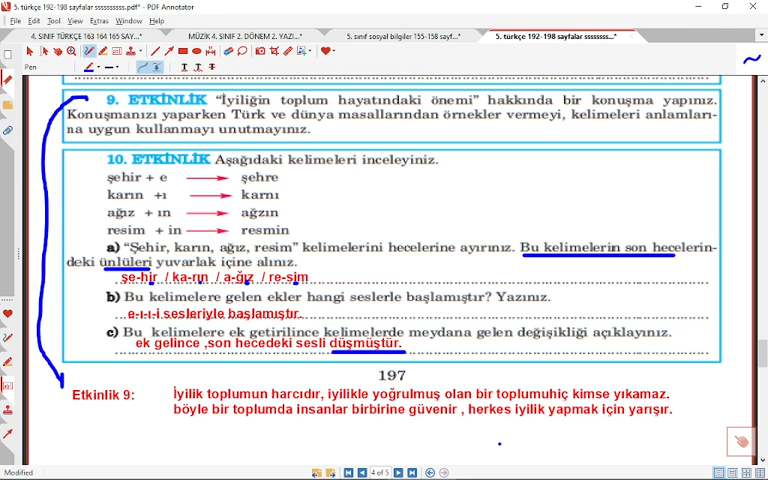 5. türkçe 192-198 sayfalar sssssssss.pdf* - PDF Annotator
File Edit Tool View Extras Window Help
4. SINIF TÜRKÇE 163 164 165 SAY...*
MÜZİK 4. SINIF 2. DÖNEM 2. YAZI...*
5. sınıf sosyal bilgiler 155-158 sayf...*
5. türkçe 192-198 sayfalar ssssssss...*
Pen
9. ETKİNLİK “İyiliğin toplum hayatındaki önemi” hakkında bir konuşma yapınız.
Konuşmanızı yaparken Türk ve dünya masallarından örnekler vermeyi, kelimeleri anlamları-
na uygun kullanmayı unutmayınız.
10. ETKİNLİK Aşağıdaki kelimeleri inceleyiniz.
şehir + e şehre
karın +ı karnı
ağız + ın ağzın
resim + in resmin
a) “Şehir, karın, ağız, resim” kelimelerini hecelerine ayırınız. Bu kelimelerin son hecelerin-
deki ünlüleri yuvarlak içine alınız.
şe-hir / ka-rın / a-ğız / re-sim
b) Bu kelimelere gelen ekler hangi seslerle başlamıştır? Yazınız.
e-ı-ı-i sesleriyle başlamıştır.
c) Bu kelimelere ek getirilince kelimelerde meydana gelen değişikliği açıklayınız.
ek gelince ,son hecedeki sesli düşmüştür.
197
Etkinlik 9: İyilik toplumun harcıdır, iyilikle yoğrulmuş olan bir toplumuhiç kimse yıkamaz.
böyle bir toplumda insanlar birbirine güvenir , herkes iyilik yapmak için yarışır.
Modified
4 of 5